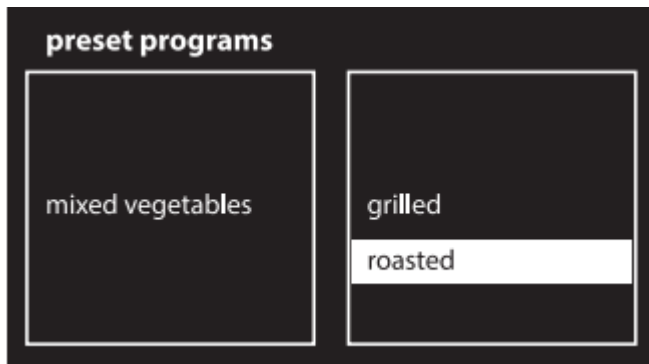 preset programs
mixed vegetables
grilled
roasted